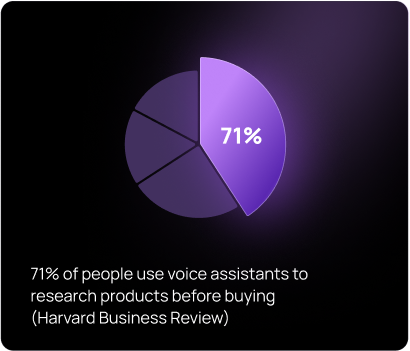 71%
71% of people use voice assistants to
research products before buying
(Harvard Business Review)